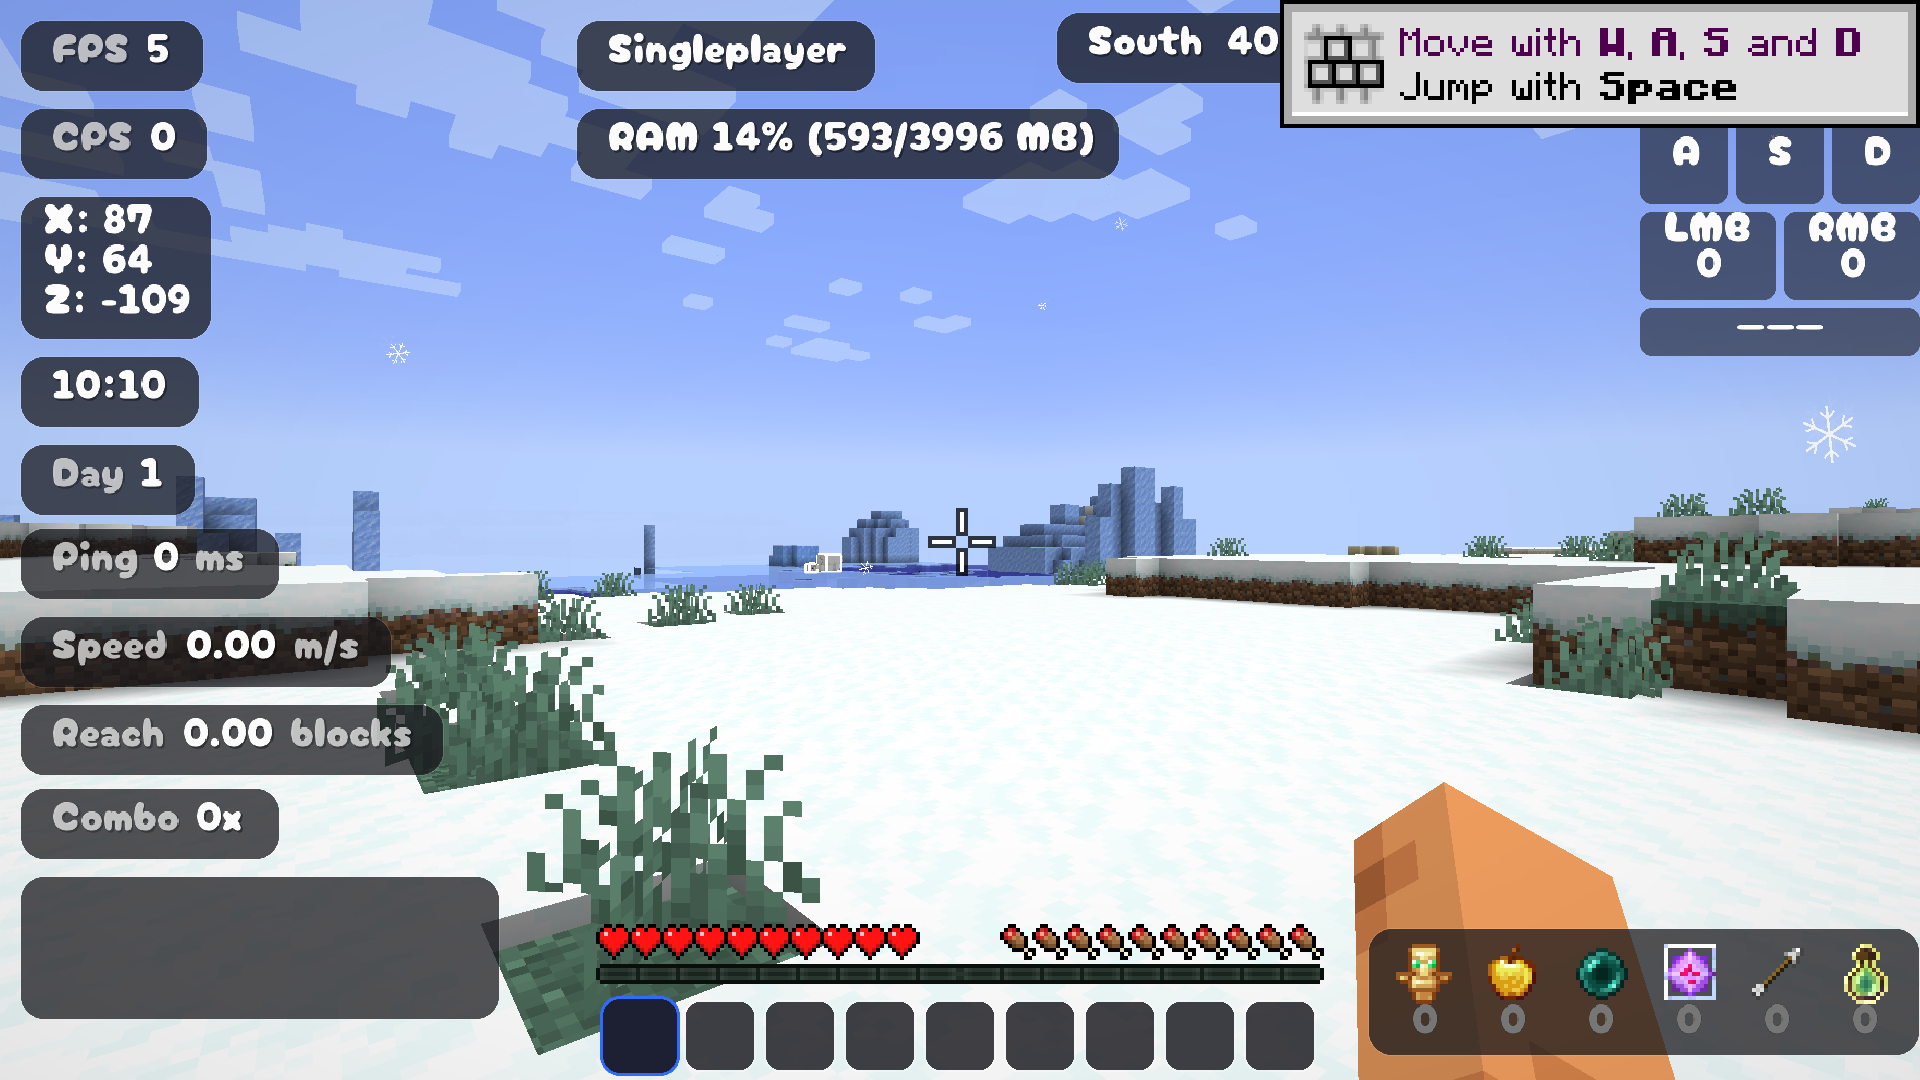 FPS 5
Singleplayer
South 40
Move with W, A, S and D
Jump with Space
CPS 0
RAM 14% (593/3996 MB)
A S D
X: 87
Y: 64
Z: -109
LMB
0
RMB
0
10:10
Day 1
Ping 0 ms
Speed 0.00 m/s
Reach 0.00 blocks
Combo 0x
0 0 0 0 0 0